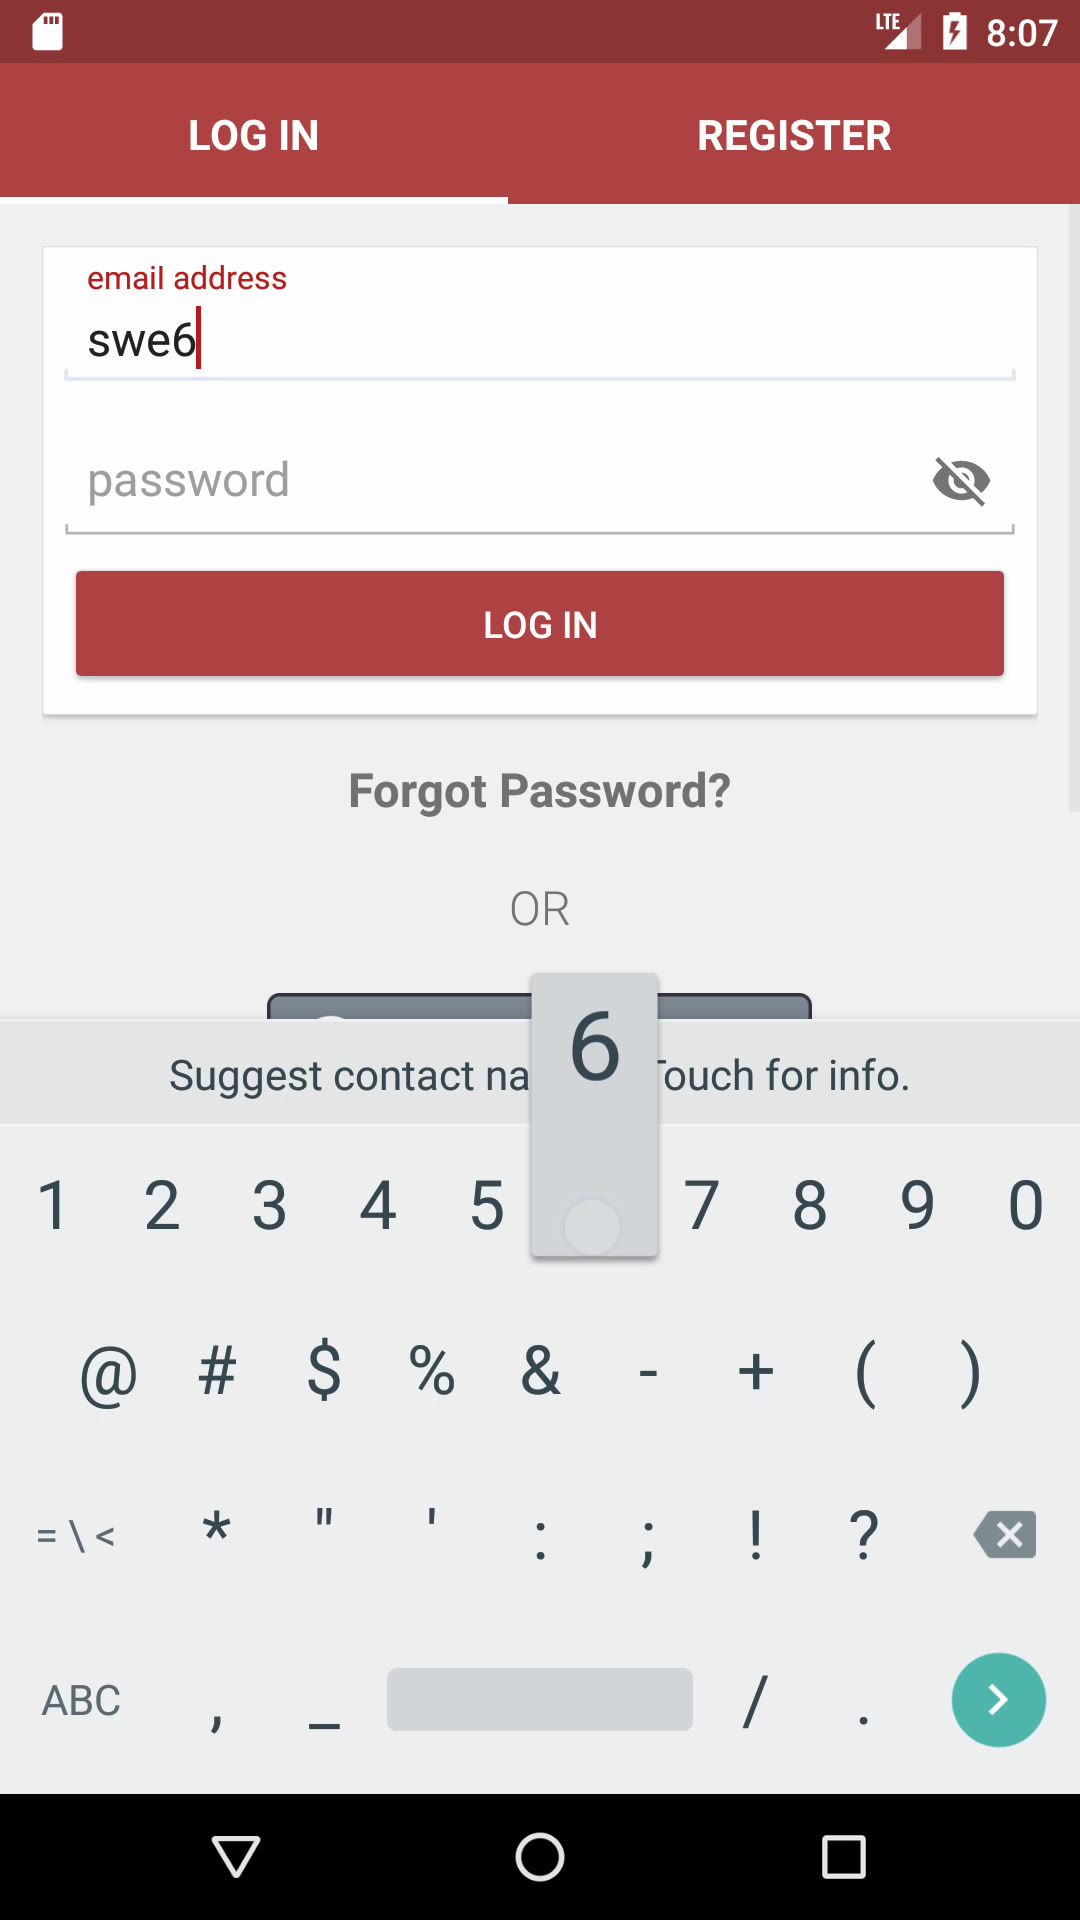 LTE 8:07
LOG IN REGISTER
email address
swe6
password
LOG IN
Forgot Password?
OR
Suggest contact na Touch for info.
6
1 2 3 4 5 7 8 9 0
@ # $ % & - + ( )
= \ < * " ' : ; ! ?
ABC , _ / .